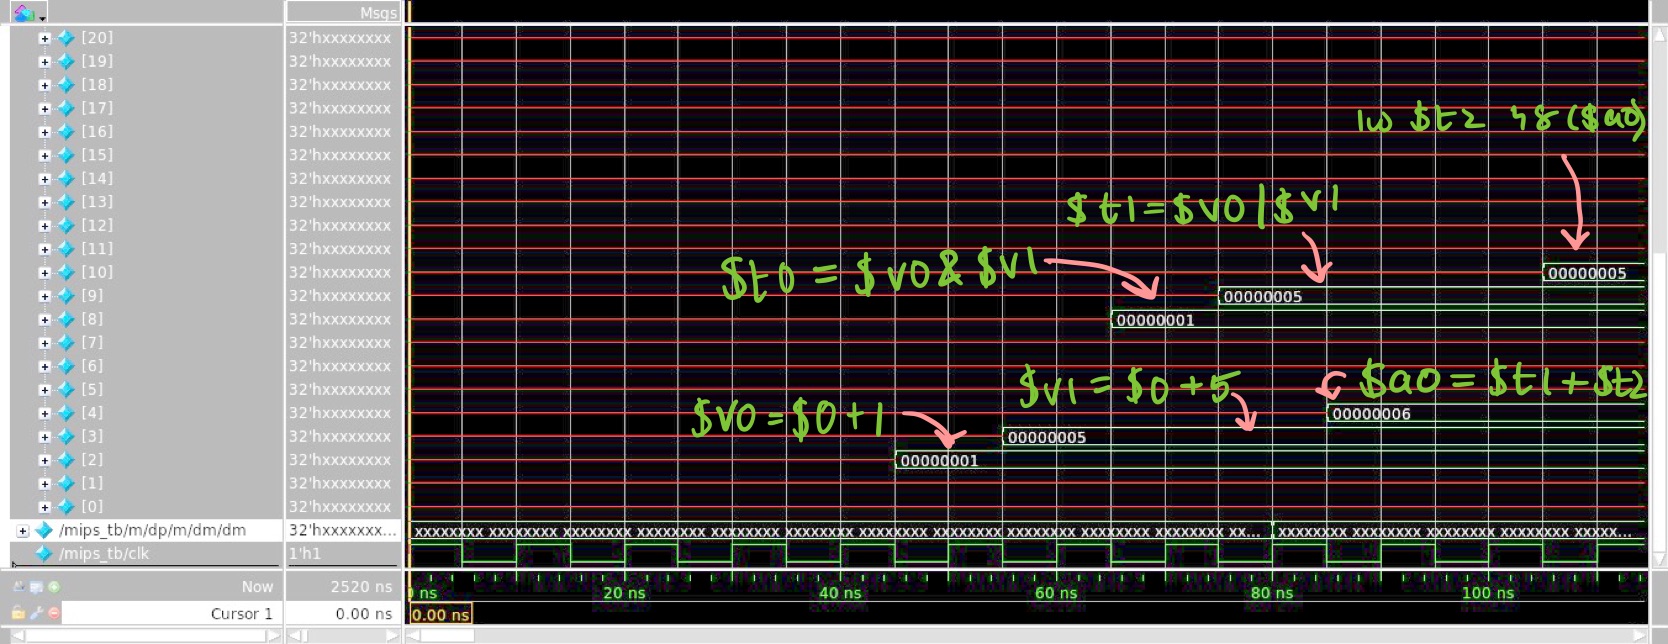 Msgs
[20] 32'hxxxxxxxx
[19] 32'hxxxxxxxx
[18] 32'hxxxxxxxx
[17] 32'hxxxxxxxx
[16] 32'hxxxxxxxx
lw $t2 48($a0)
[15] 32'hxxxxxxxx
[14] 32'hxxxxxxxx
[13] 32'hxxxxxxxx
$t1=$v0|$v1
[12] 32'hxxxxxxxx
[11] 32'hxxxxxxxx
[10] 32'hxxxxxxxx 00000005
$t0 = $v0&$v1
[9] 32'hxxxxxxxx 00000005
[8] 32'hxxxxxxxx 00000001
[7] 32'hxxxxxxxx
[6] 32'hxxxxxxxx
[5] 32'hxxxxxxxx
$v1=$0+5 $a0=$t1+$t2
[4] 32'hxxxxxxxx 00000006
$v0=$0+1
[3] 32'hxxxxxxxx 00000005
[2] 32'hxxxxxxxx 00000001
[1] 32'hxxxxxxxx
[0] 32'hxxxxxxxx
/mips_tb/m/dp/m/dm/dm 32'hxxxxxxx... xxxxxxxx xxxxxxxx xxxxxxxx xxxxxxxx xxxxxxxx xxxxxxxx xxxxxxxx xxxxxxxx xxxxxxxx xxxxxxxx xxxxxxxx xx... xxxxxxxx xxxxxxxx xxxxxxxx xxxxxxxx xxxxx...
/mips_tb/clk 1'h1
Now 2520 ns 0 ns 20 ns 40 ns 60 ns 80 ns 100 ns
Cursor 1 0.00 ns 0.00 ns